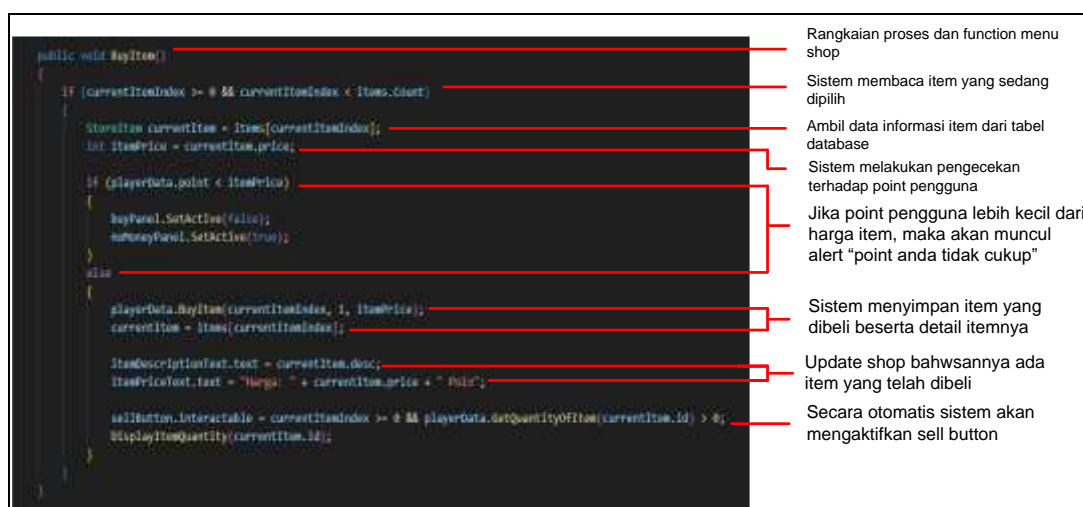 public void BuyItem()
{
if (currentItemIndex >= 0 && currentItemIndex < Items.Count)
{
StoreItem currentItem = Items[currentItemIndex];
int itemPrice = currentItem.price;
if (playerData.point < itemPrice)
{
buyPanel.SetActive(false);
noMoneyPanel.SetActive(true);
}
else
{
playerData.BuyItem(currentItemIndex, 1, itemPrice);
currentItem = Items[currentItemIndex];
itemDescriptionText.text = currentItem.desc;
itemPriceText.text = "Harga: " + currentItem.price + " Poin";
sellButton.interactable = currentItemIndex >= 0 && playerData.GetQuantityOfItem(currentItem.id) > 0;
DisplayItemQuantity(currentItem.id);
}
}
}
Rangkaian proses dan function menu
shop
Sistem membaca item yang sedang
dipilih
Ambil data informasi item dari tabel
database
Sistem melakukan pengecekan
terhadap point pengguna
Jika point pengguna lebih kecil dari
harga item, maka akan muncul
alert “point anda tidak cukup”
Sistem menyimpan item yang
dibeli beserta detail itemnya
Update shop bahwsannya ada
item yang telah dibeli
Secara otomatis sistem akan
mengaktifkan sell button